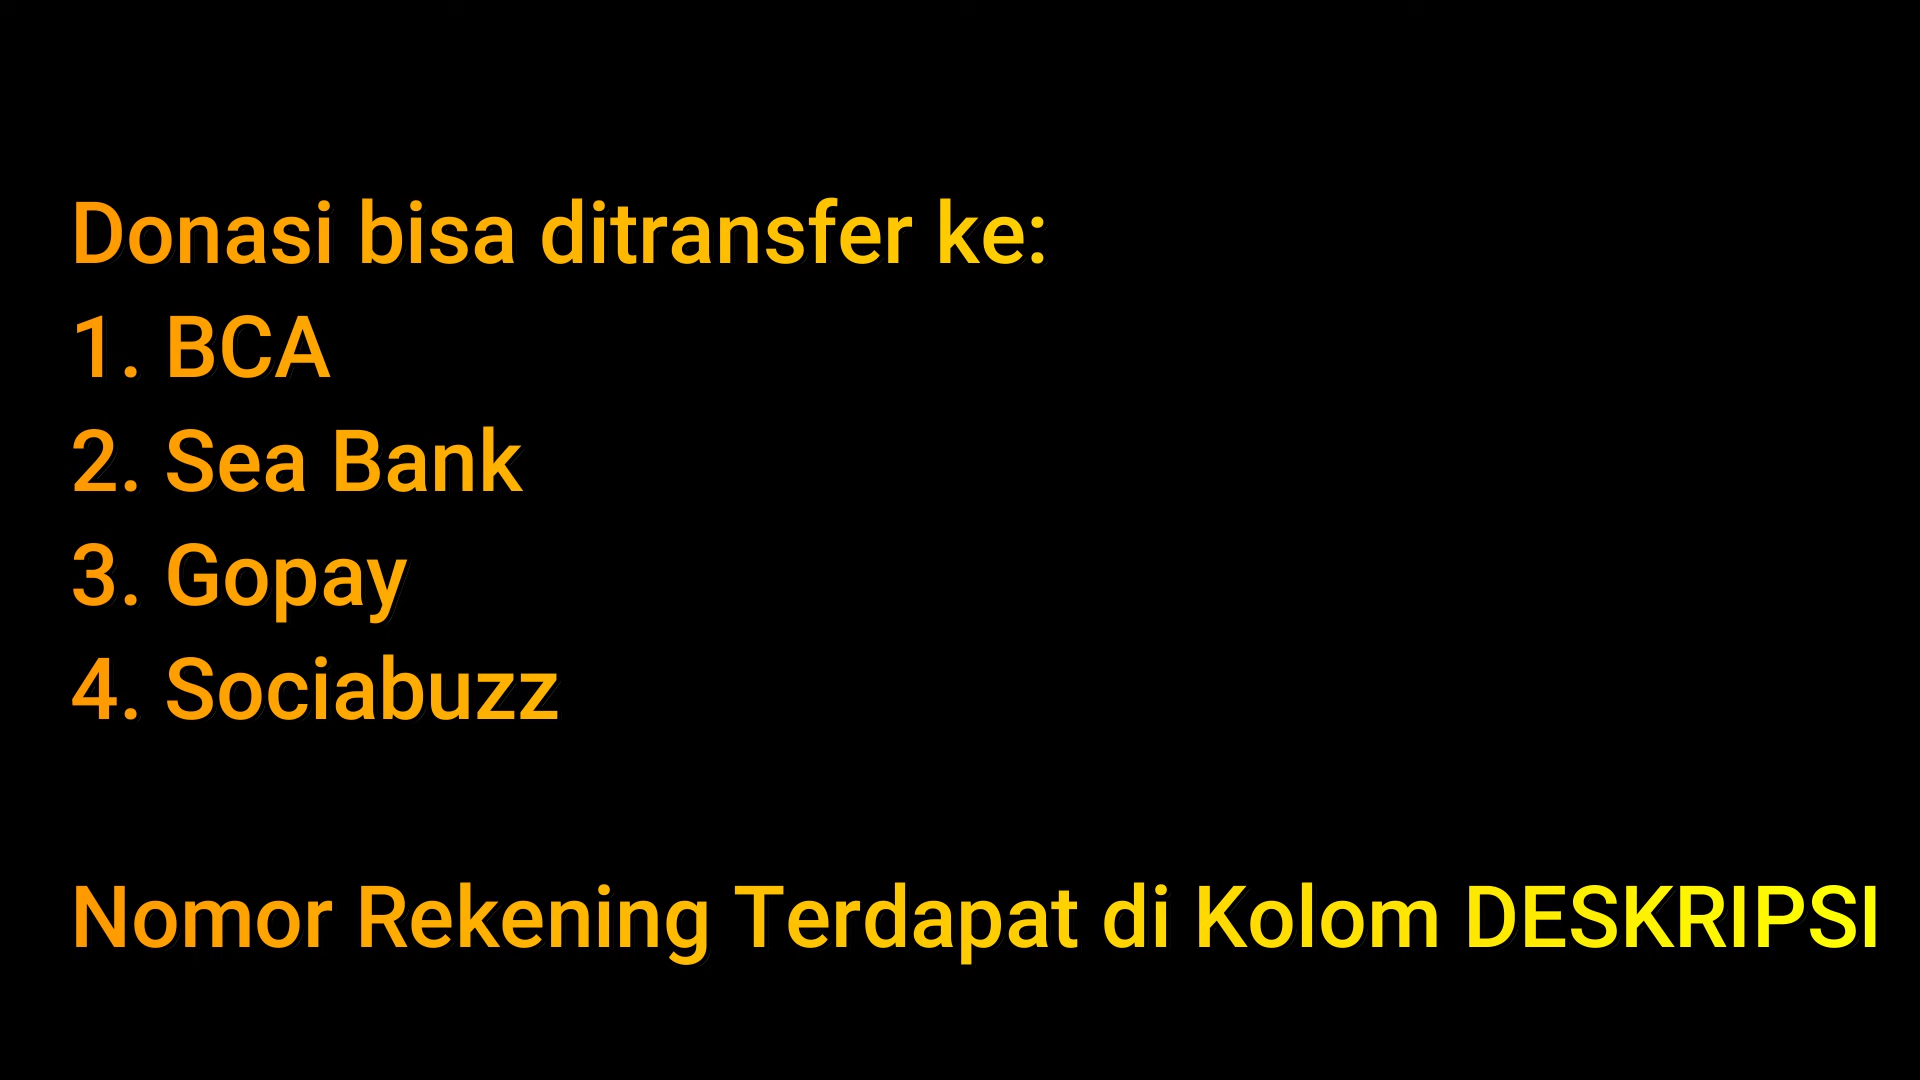 Donasi bisa ditransfer ke:
1. BCA
2. Sea Bank
3. Gopay
4. Sociabuzz
Nomor Rekening Terdapat di Kolom DESKRIPSI